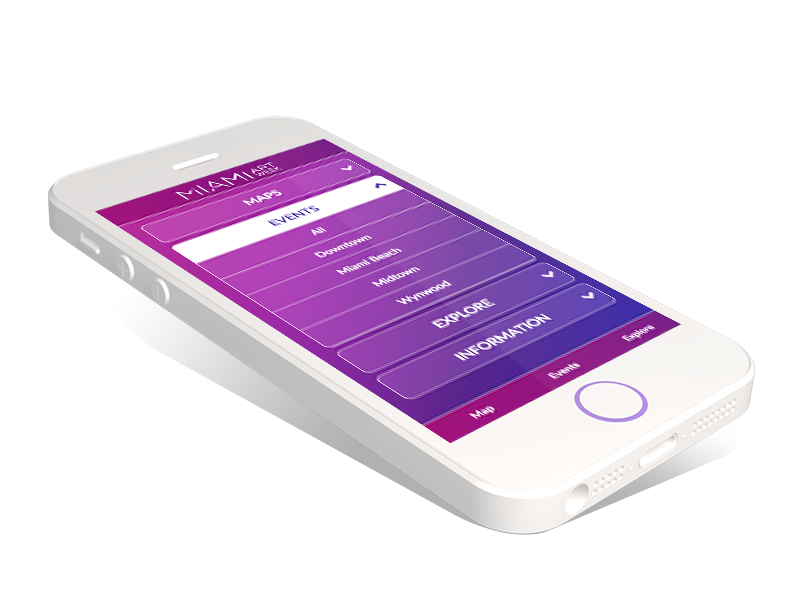 MIAMI ART WEEK
MAPS
EVENTS
All
Downtown
Miami Beach
Midtown
Wynwood
EXPLORE
INFORMATION
Map Events Explore